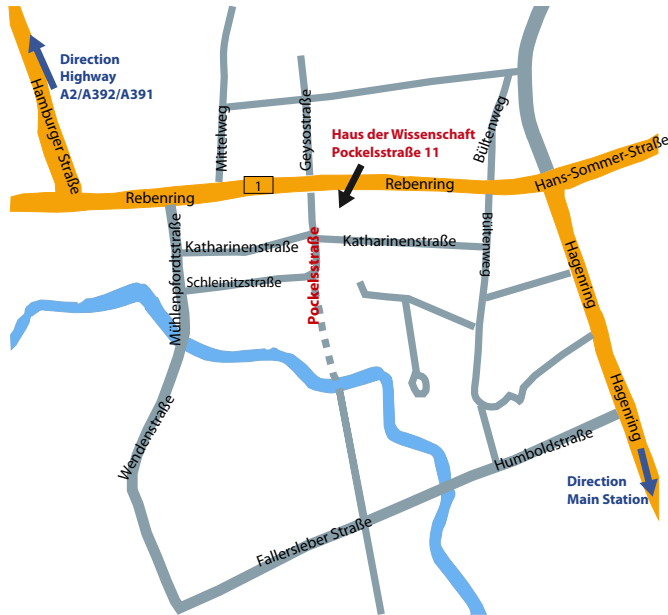 Direction
Highway
A2/A392/A391
Hamburger Straße
Mittelweg
Geysostraße
Haus der Wissenschaft
Pockelsstraße 11
Bültenweg
Hans-Sommer-Straße
Rebenring
1
Rebenring
Mühlenpfordtstraße
Katharinenstraße
Katharinenstraße
Bültenweg
Hagenring
Schleinitzstraße
Pockelsstraße
Wendenstraße
Hagenring
Humboldstraße
Direction
Main Station
Fallersleber Straße